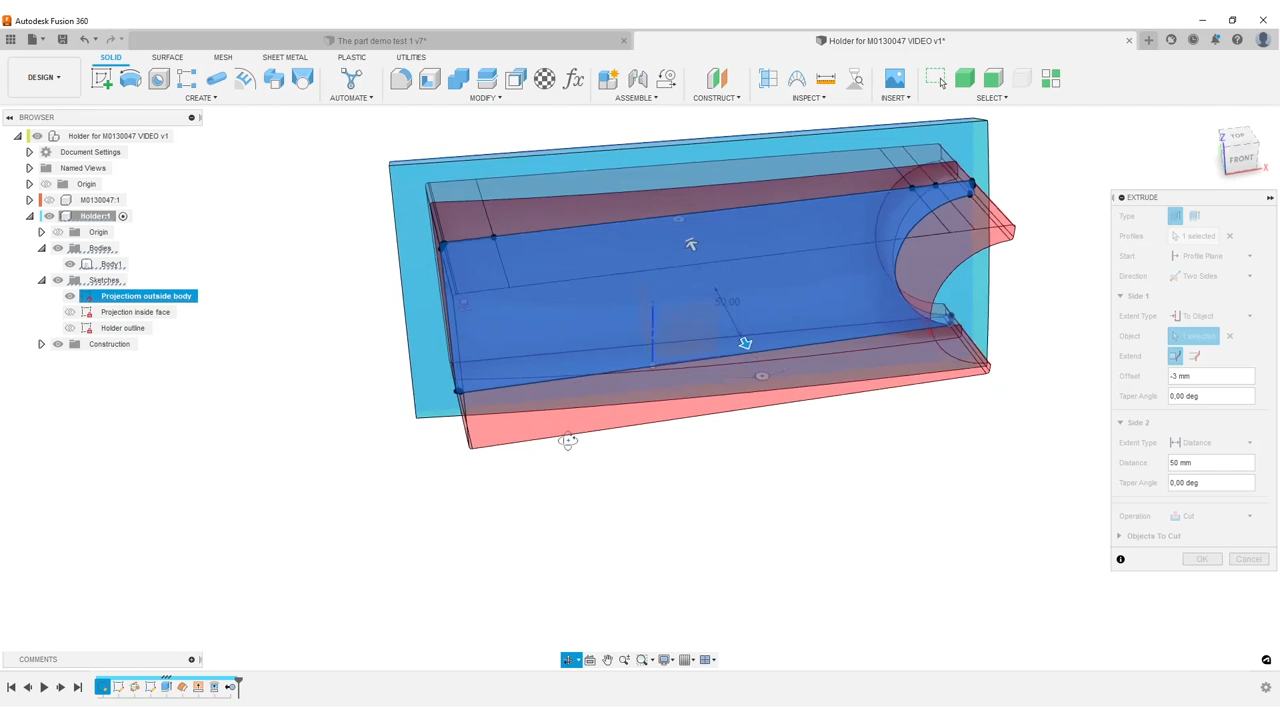 Autodesk Fusion 360
The part demo test 1 v7*
Holder for M0130047 VIDEO v1*
DESIGN
SOLID SURFACE MESH SHEET METAL PLASTIC UTILITIES
CREATE AUTOMATE MODIFY ASSEMBLE CONSTRUCT INSPECT INSERT SELECT
BROWSER
Holder for M0130047 VIDEO v1
Document Settings
Named Views
Origin
M0130047:1
Holder:1
Origin
Bodies
Body1
Sketches
Projectiom outside body
Projection inside face
Holder outline
Construction
50.00
TOP
FRONT
Z
X
EXTRUDE
Type
Profiles 1 selected
Start Profile Plane
Direction Two Sides
Side 1
Extent Type To Object
Object 1 selected
Extend
Offset -3 mm
Taper Angle 0,00 deg
Side 2
Extent Type Distance
Distance 50 mm
Taper Angle 0,00 deg
Operation Cut
Objects To Cut
OK Cancel
COMMENTS